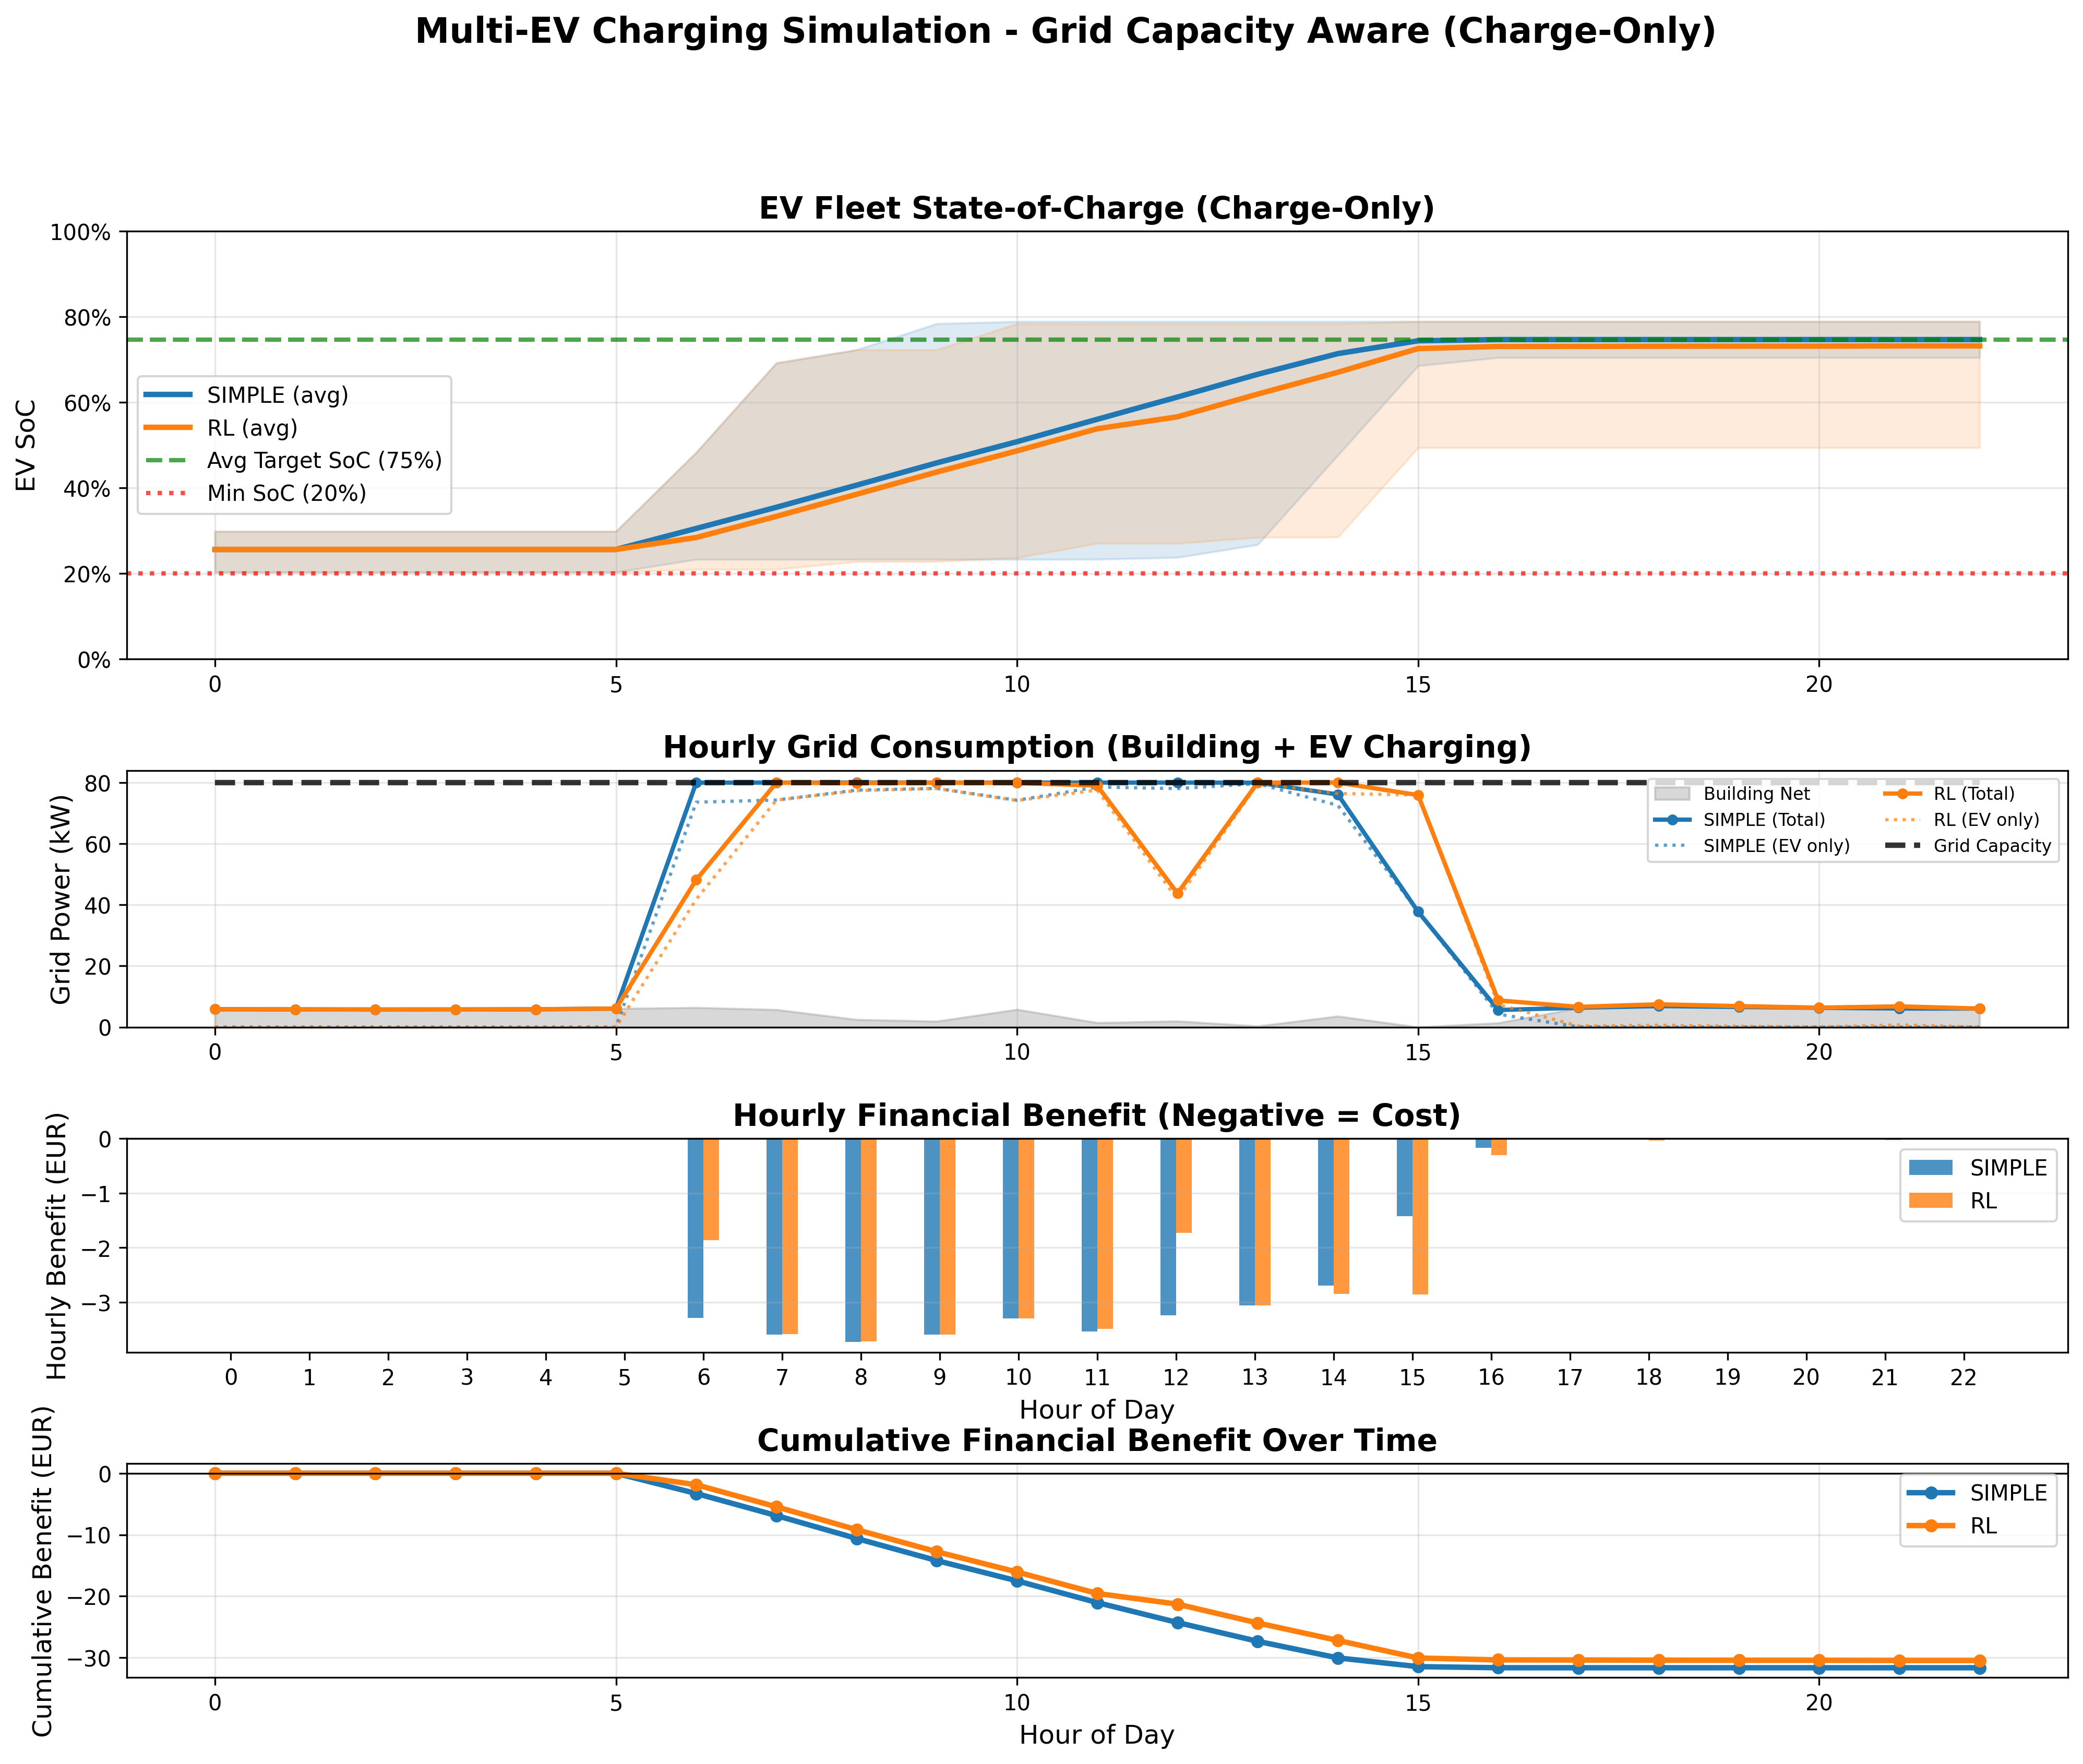 Multi-EV Charging Simulation - Grid Capacity Aware (Charge-Only)
EV Fleet State-of-Charge (Charge-Only)
EV SoC
100%
80%
60%
40%
20%
0%
SIMPLE (avg)
RL (avg)
Avg Target SoC (75%)
Min SoC (20%)
0 5 10 15 20
Hourly Grid Consumption (Building + EV Charging)
Grid Power (kW)
80
60
40
20
0
Building Net
SIMPLE (Total)
SIMPLE (EV only)
RL (Total)
RL (EV only)
Grid Capacity
0 5 10 15 20
Hourly Financial Benefit (Negative = Cost)
Hourly Benefit (EUR)
0
−1
−2
−3
SIMPLE
RL
0 1 2 3 4 5 6 7 8 9 10 11 12 13 14 15 16 17 18 19 20 21 22
Hour of Day
Cumulative Financial Benefit Over Time
Cumulative Benefit (EUR)
0
−10
−20
−30
SIMPLE
RL
0 5 10 15 20
Hour of Day